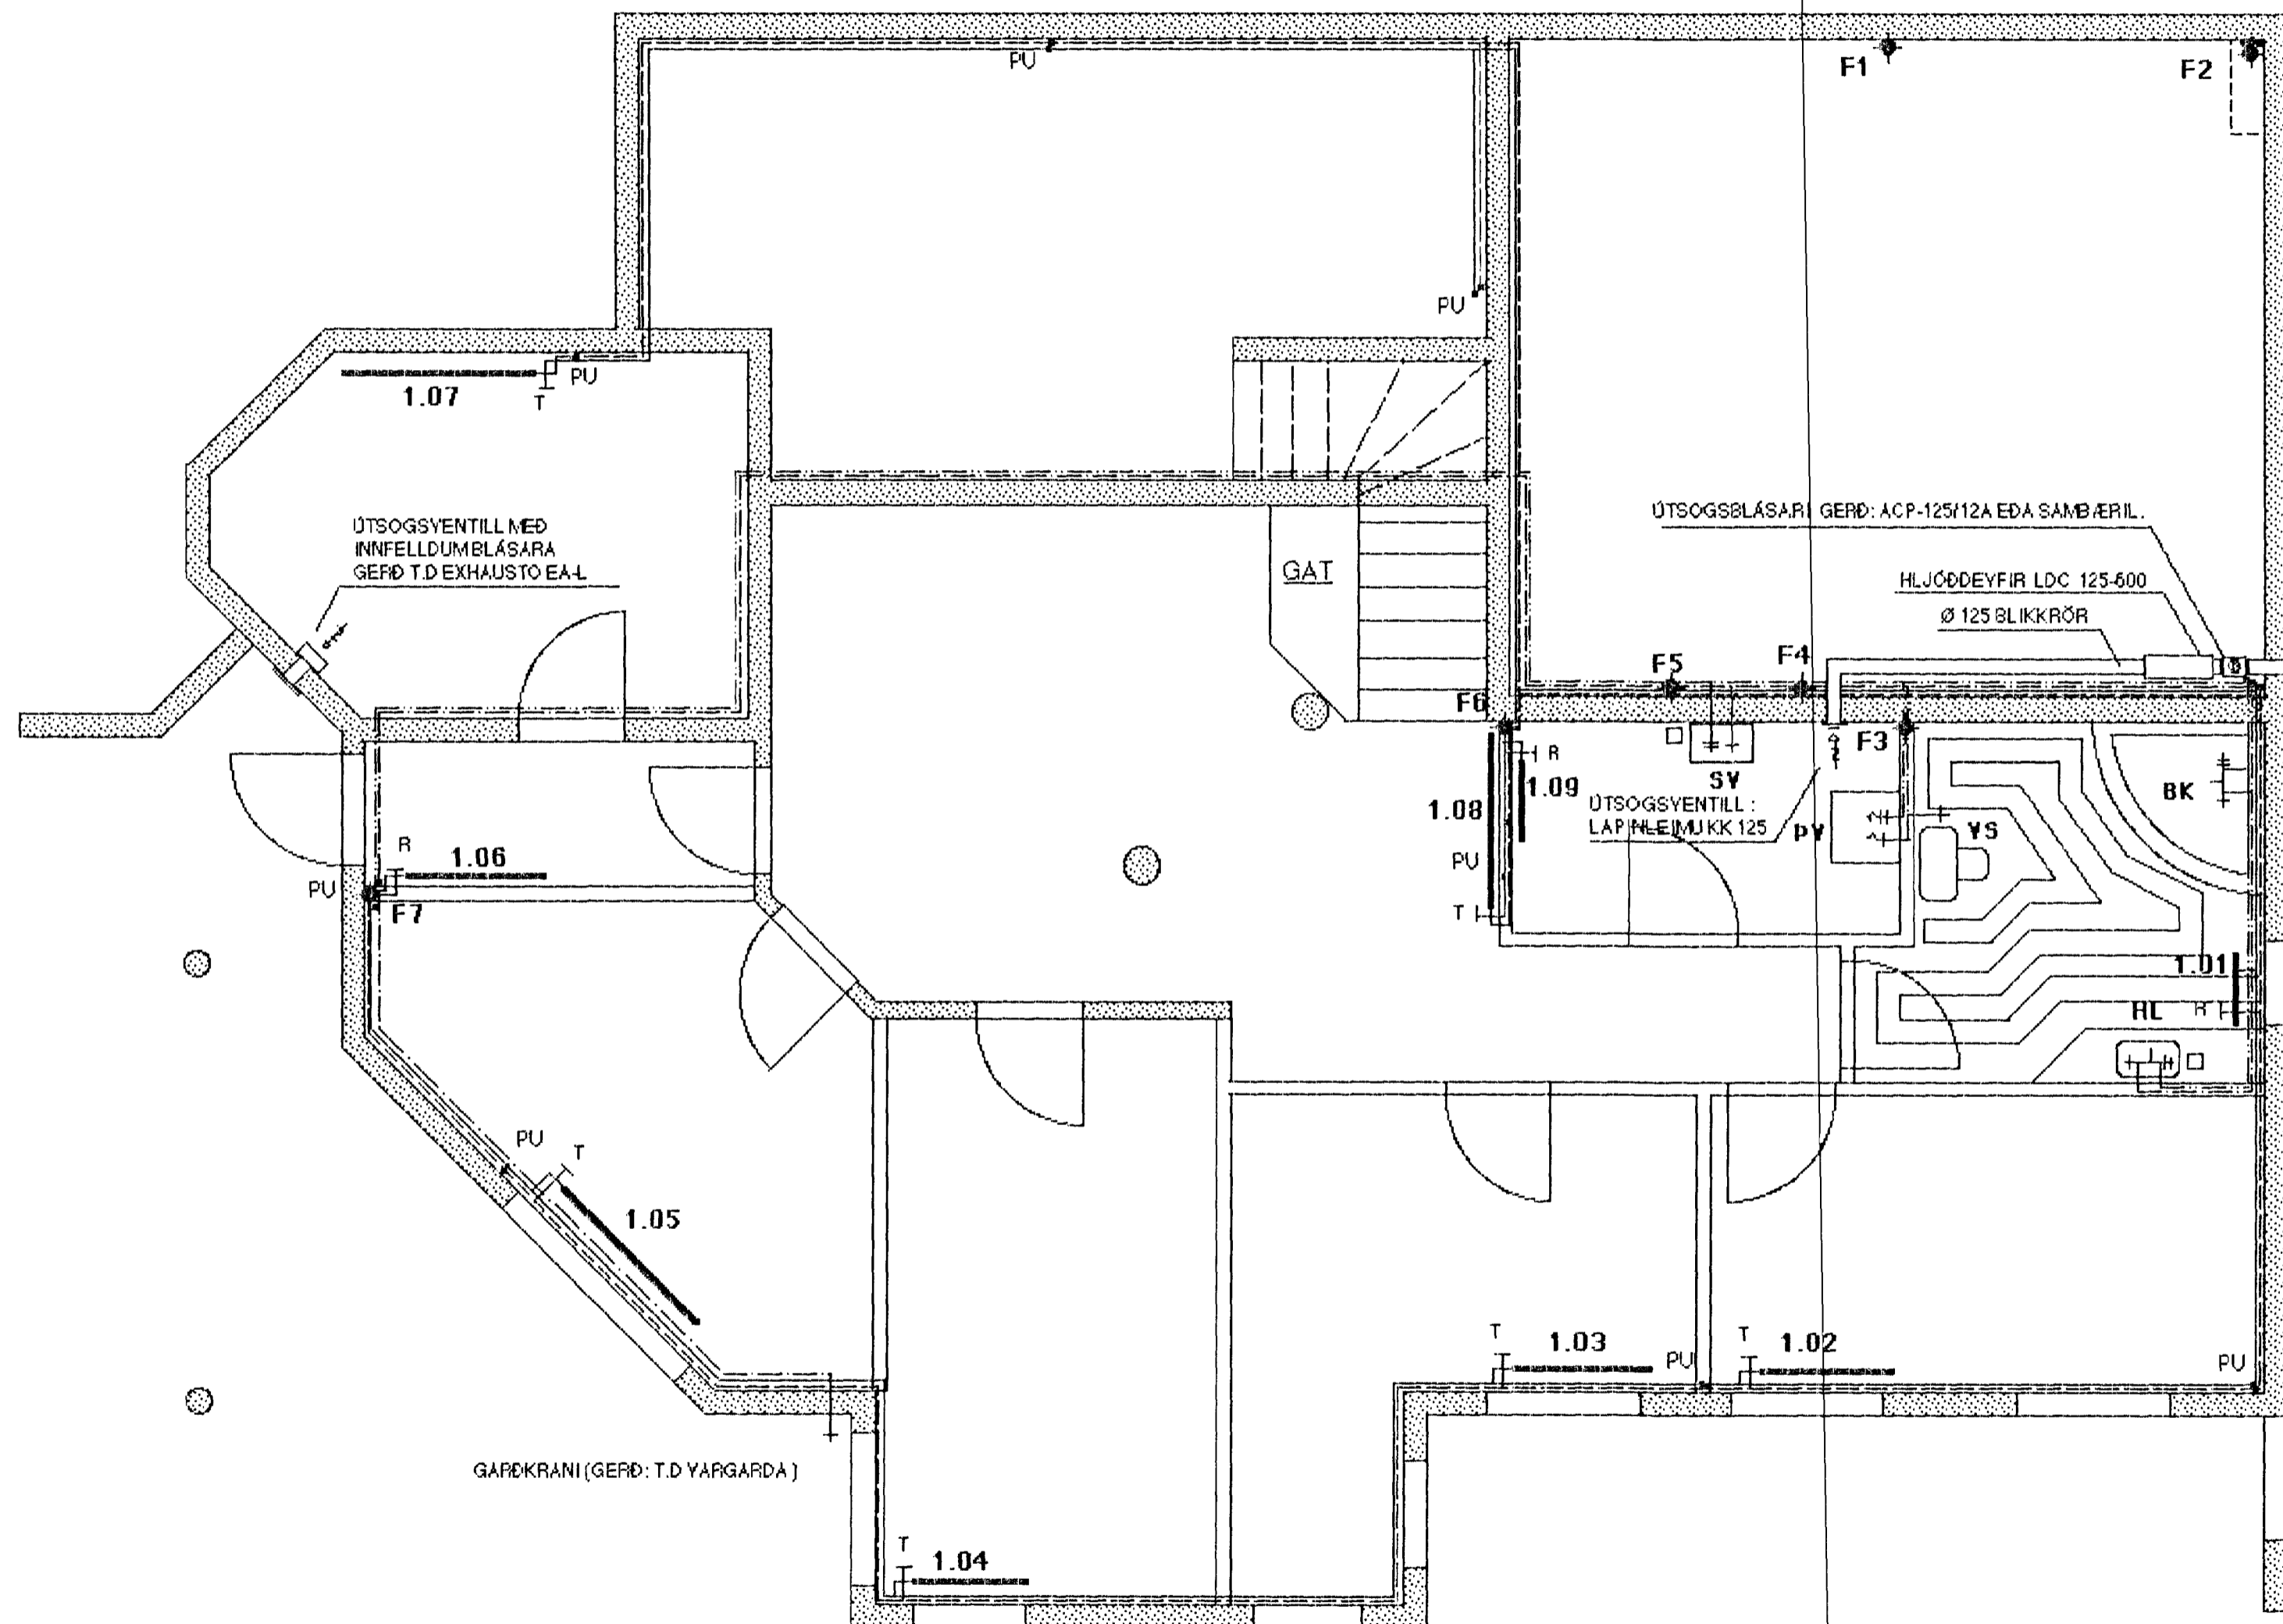 PU
F1
F2
PU
PU
T
1.07
ÚTSOGSVENTILL MEÐ
INNFELLDUM BLÁSARA
GERÐ T.D EXHAUSTO EA-L
GAT
ÚTSOGSBLÁSARI GERÐ: ACP-125/12A EÐA SAMBÆRIL.
HLJÓÐDEYFIR LDC 125-600
Ø 125 BLIKKRÖR
F5
F4
F6
F3
R
SV
1.09
1.08
ÚTSOGSVENTILL :
LAPINLEIMU KK 125
ÞV
VS
BK
PU
T
R
1.06
PU
F7
1.01
HL
R
PU
T
1.05
T
1.03
PU
T
1.02
PU
GARÐKRANI (GERÐ: T.D VARGARDA )
T
1.04